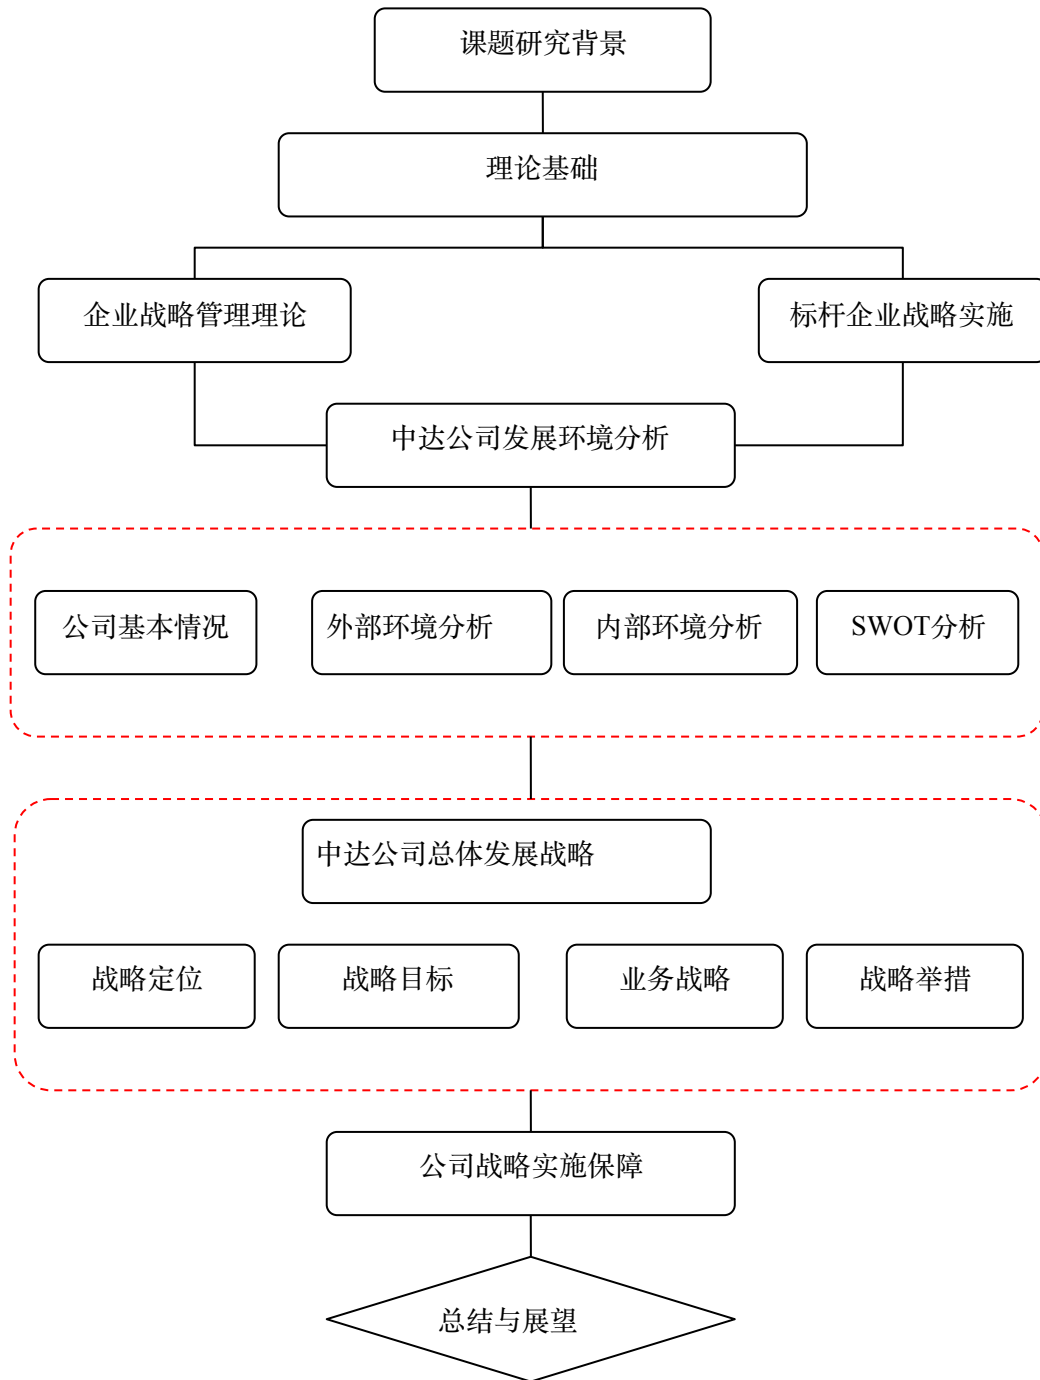 课题研究背景
理论基础
企业战略管理理论
标杆企业战略实施
中达公司发展环境分析
公司基本情况
外部环境分析
内部环境分析
SWOT分析
中达公司总体发展战略
战略定位
战略目标
业务战略
战略举措
公司战略实施保障
总结与展望